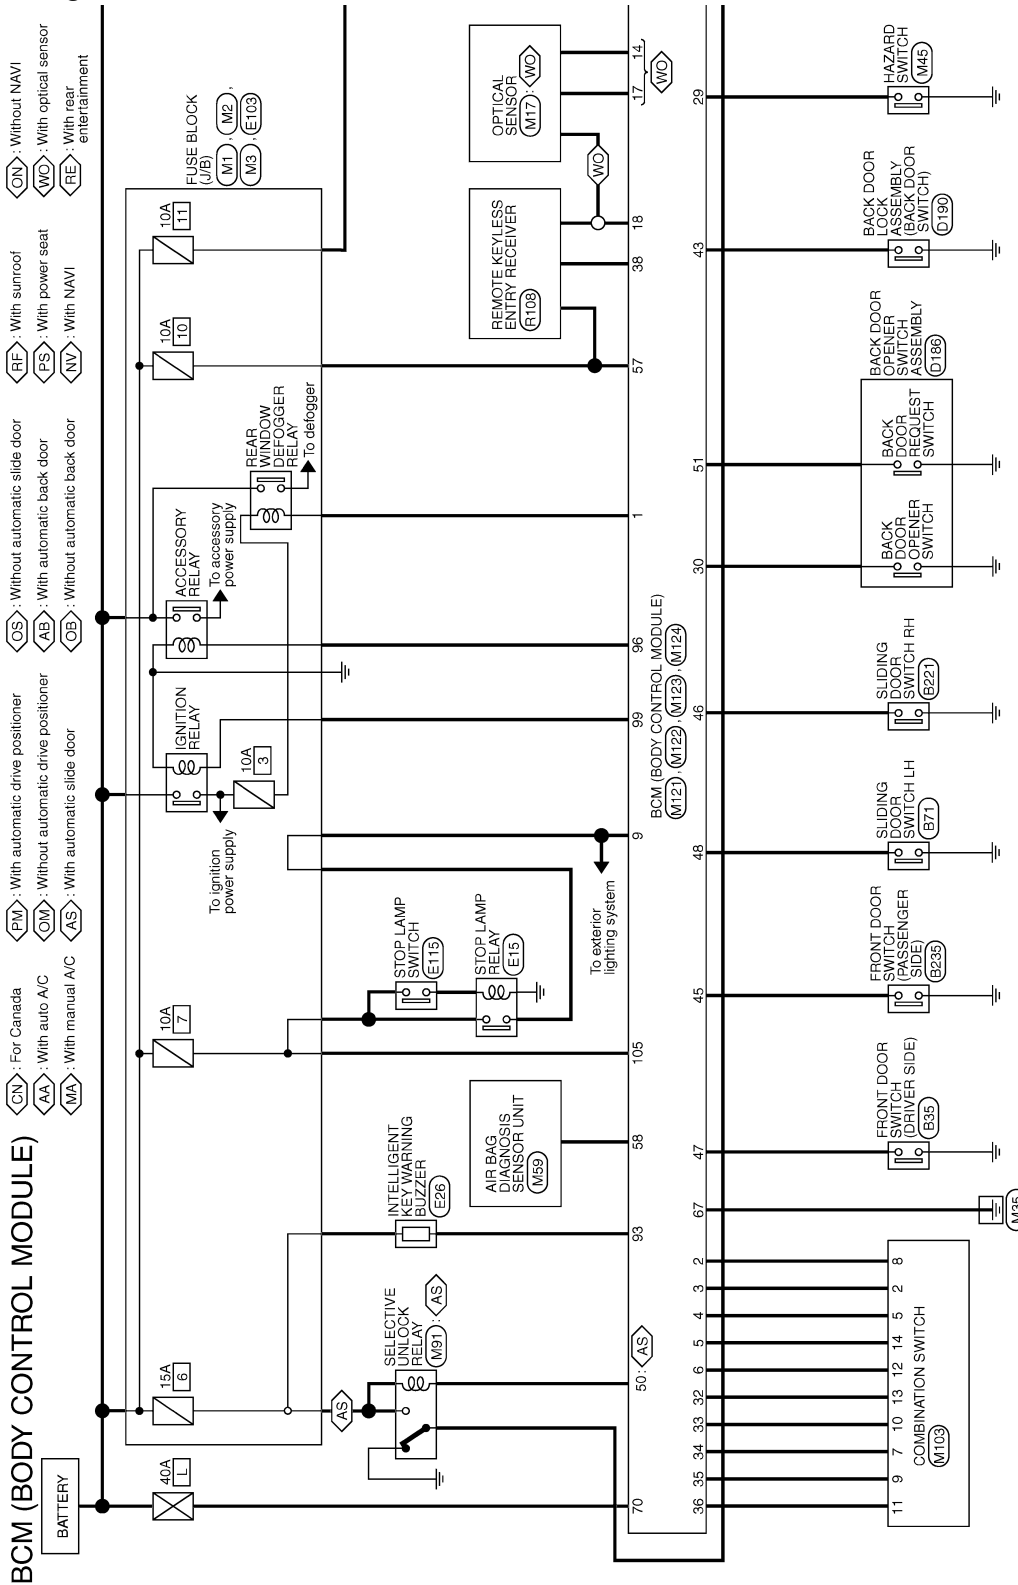 BCM (BODY CONTROL MODULE)
CN : For Canada
AA : With auto A/C
MA : With manual A/C
PM : With automatic drive positioner
OM : Without automatic drive positioner
AS : With automatic slide door
OS : Without automatic slide door
AB : With automatic back door
OB : Without automatic back door
RF : With sunroof
PS : With power seat
NV : With NAVI
ON : Without NAVI
WO : With optical sensor
RE : With rear
entertainment
BATTERY
40A
L
15A
6
10A
7
10A
3
10A
10
10A
11
FUSE BLOCK
(J/B)
M1 , M2 ,
M3 , E103
IGNITION
RELAY
To ignition
power supply
ACCESSORY
RELAY
To accessory
power supply
REAR
WINDOW
DEFOGGER
RELAY
To defogger
AS
SELECTIVE
UNLOCK
RELAY
M91 : AS
INTELLIGENT
KEY WARNING
BUZZER
E26
STOP LAMP
SWITCH
E115
STOP LAMP
RELAY
E15
AIR BAG
DIAGNOSIS
SENSOR UNIT
M59
To exterior
lighting system
REMOTE KEYLESS
ENTRY RECEIVER
R108
OPTICAL
SENSOR
M17 : WO
WO
70
50 : AS
93
58
105
9
99
96
1
57
38
18
17
14
WO
BCM (BODY CONTROL MODULE)
M121 , M122 , M123 , M124
36
35
34
33
32
6
5
4
3
2
67
47
45
48
46
30
51
43
29
11
9
7
10
13
12
14
5
2
8
COMBINATION SWITCH
M103
M35
FRONT DOOR
SWITCH
(DRIVER SIDE)
B35
FRONT DOOR
SWITCH
(PASSENGER
SIDE)
B235
SLIDING
DOOR
SWITCH LH
B71
SLIDING
DOOR
SWITCH RH
B221
BACK
DOOR
OPENER
SWITCH
BACK
DOOR
REQUEST
SWITCH
BACK DOOR
OPENER
SWITCH
ASSEMBLY
D186
BACK DOOR
LOCK
ASSEMBLY
(BACK DOOR
SWITCH)
D190
HAZARD
SWITCH
M45